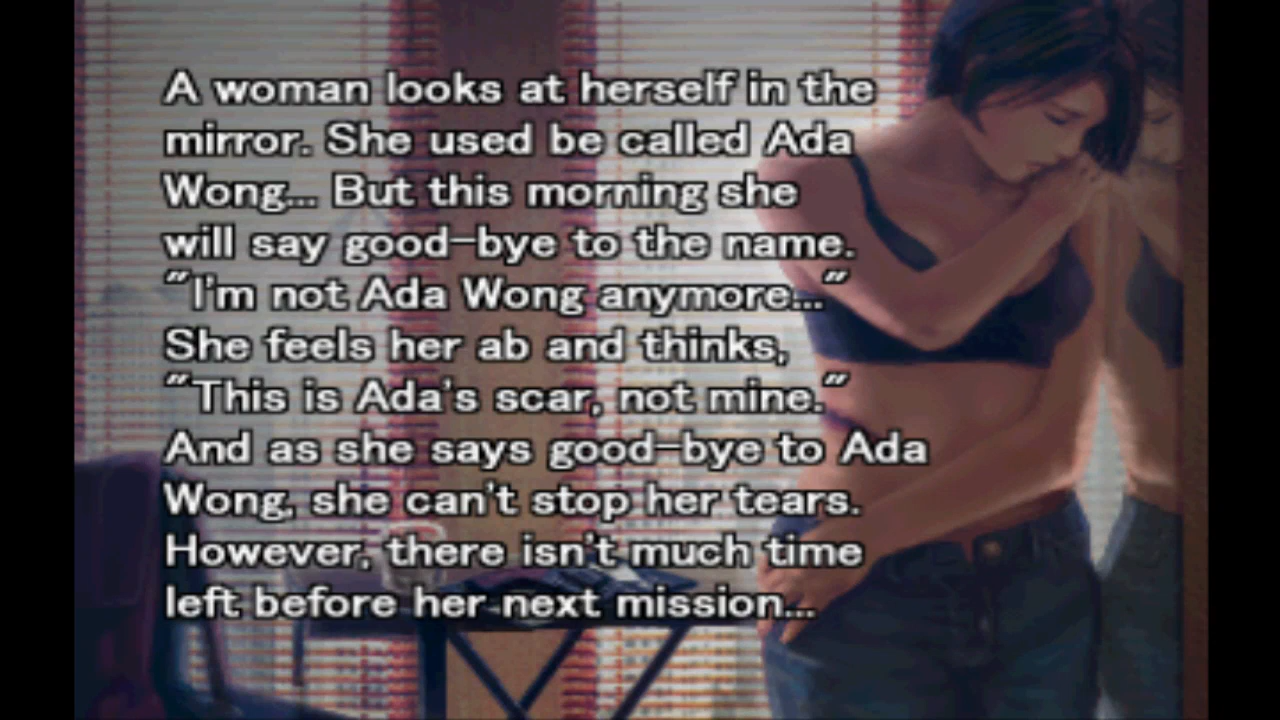 A woman looks at herself in the
mirror. She used be called Ada
Wong... But this morning she
will say good-bye to the name.
"I'm not Ada Wong anymore..."
She feels her ab and thinks,
"This is Ada's scar, not mine."
And as she says good-bye to Ada
Wong, she can't stop her tears.
However, there isn't much time
left before her next mission...